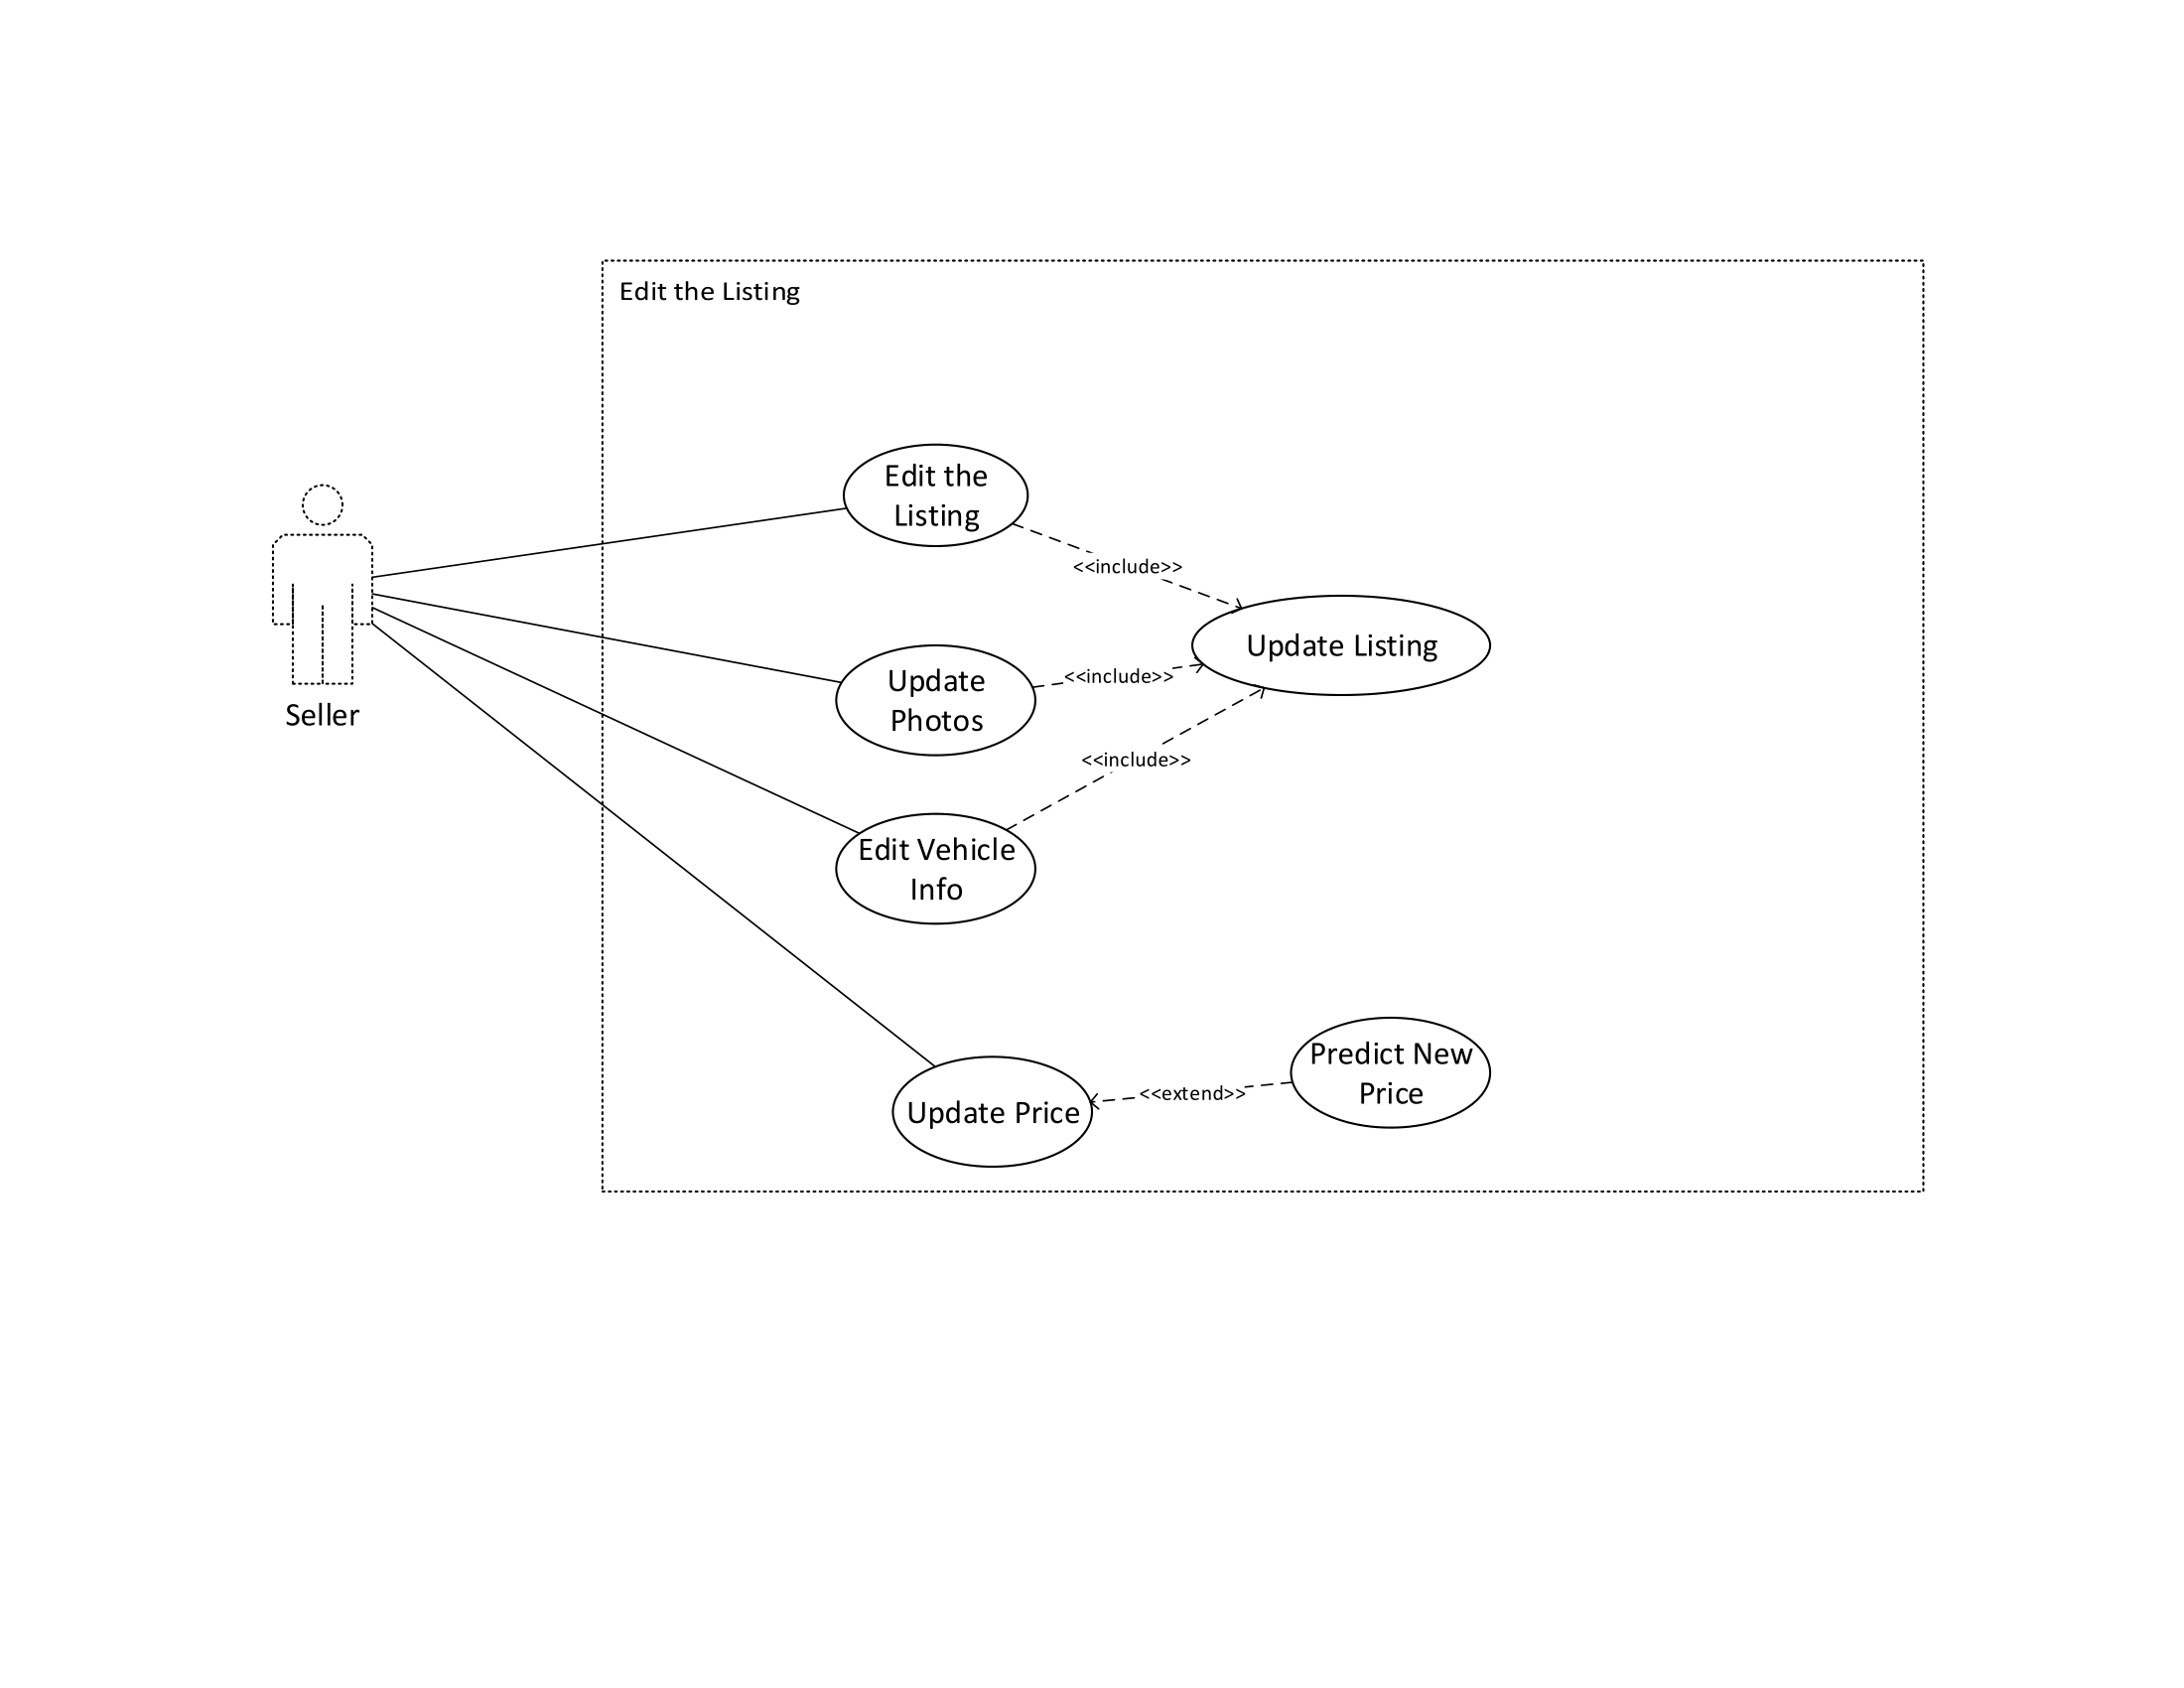 Edit the Listing
Edit the
Listing
<<include>>
Update Listing
Update
Photos
<<include>>
Seller
<<include>>
Edit Vehicle
Info
Predict New
Price
<<extend>>
Update Price